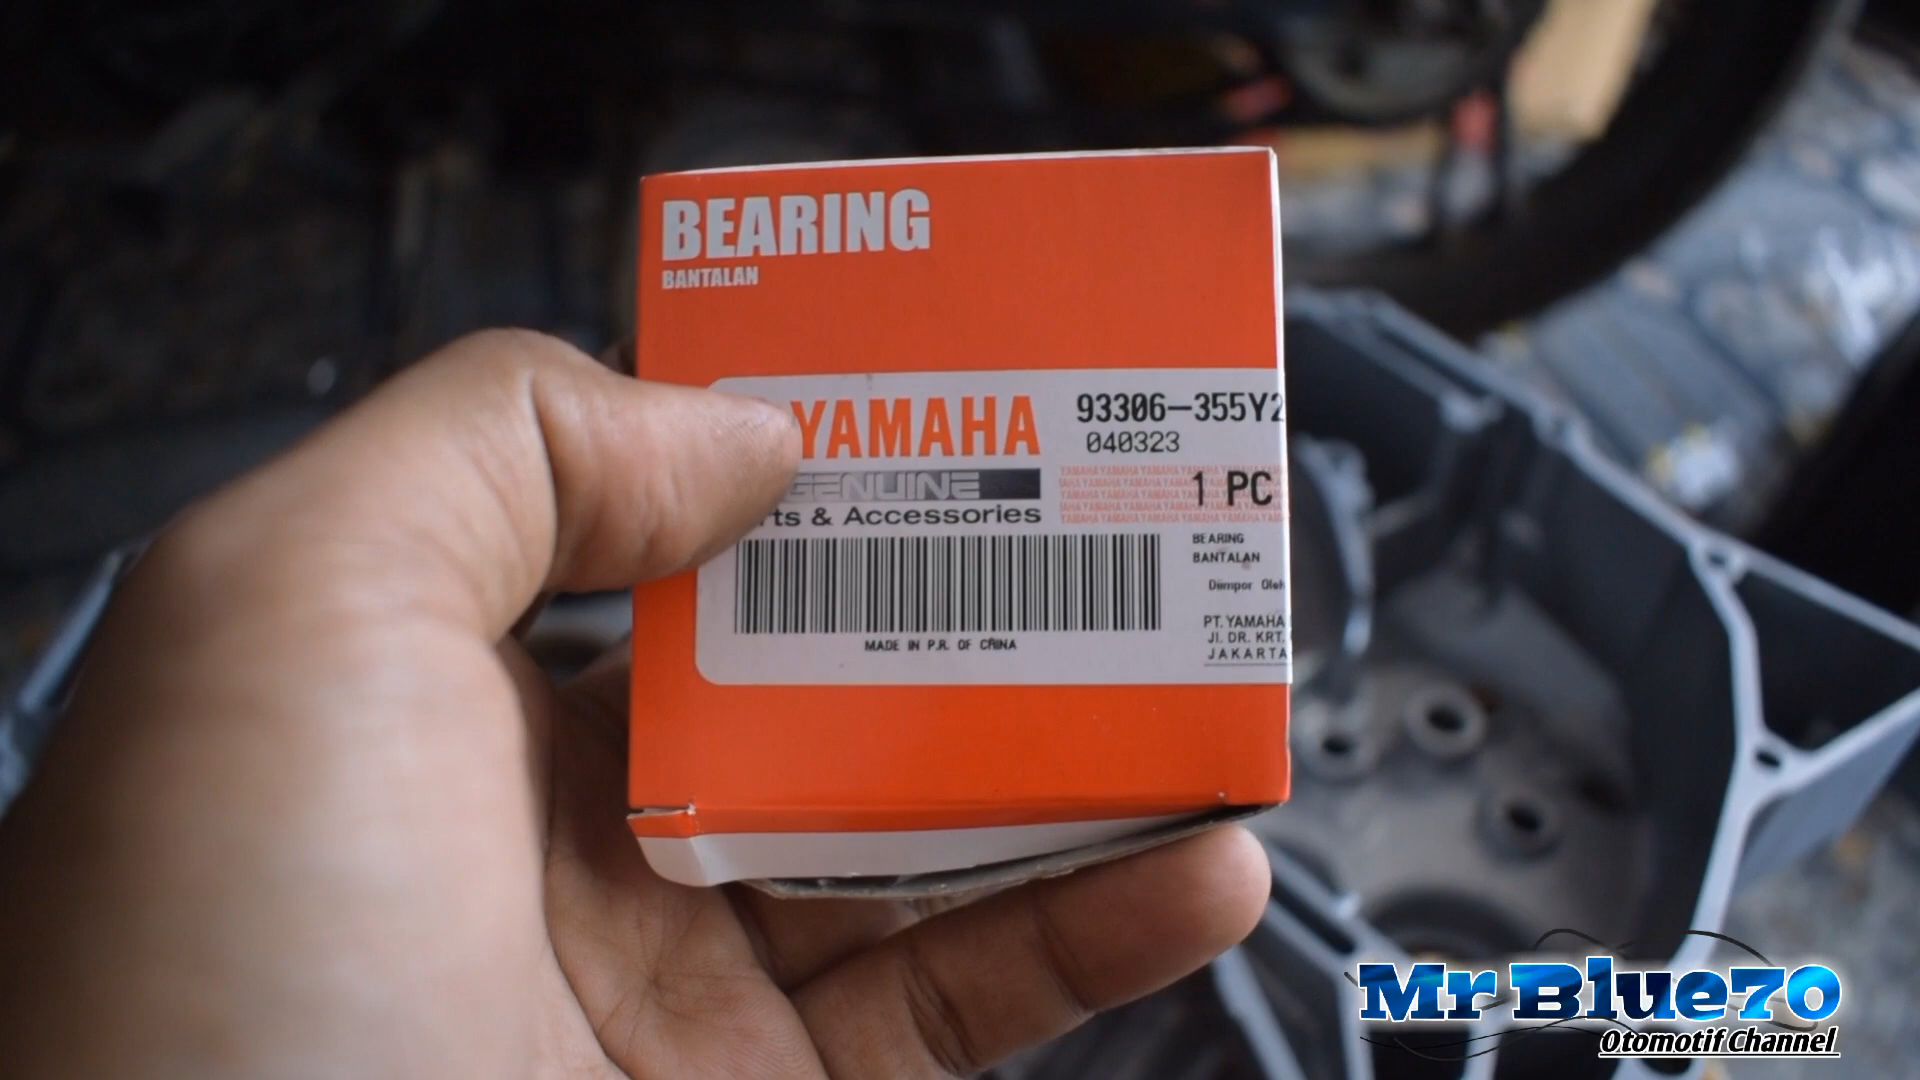 BEARING
BANTALAN
YAMAHA
93306-355Y2
040323
GENUINE
1 PC
rts & Accessories
BEARING
BANTALAN
Diimpor Oleh
PT. YAMAHA
Jl. DR. KRT.
JAKARTA
MADE IN P.R. OF CHINA
Mr Blue70
Otomotif Channel